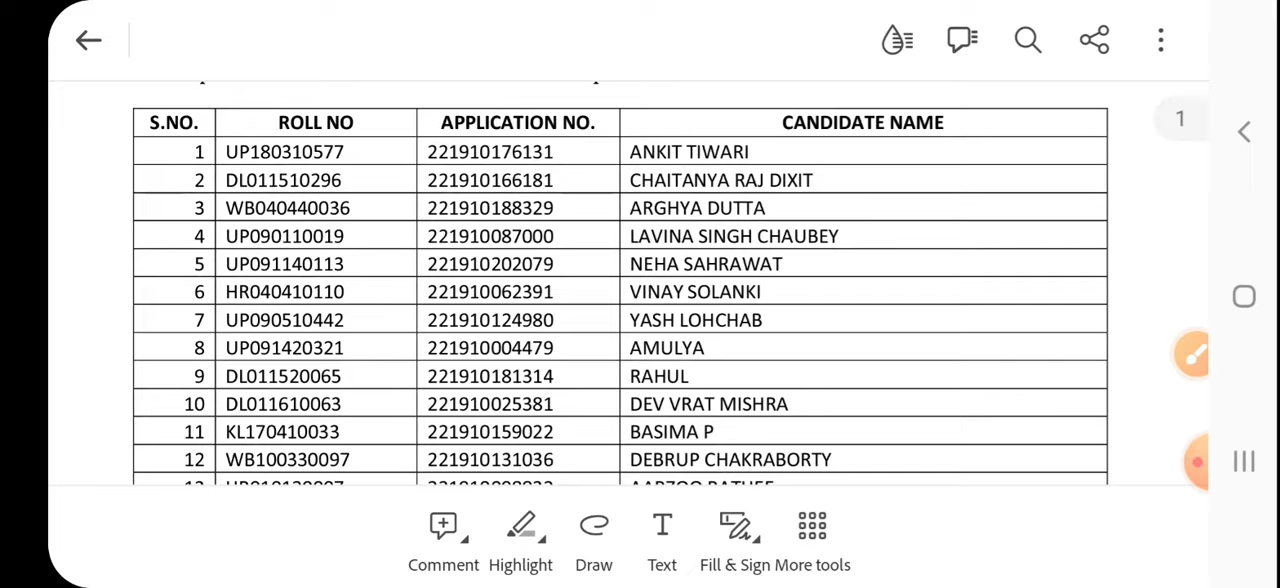 1
S.NO. ROLL NO APPLICATION NO. CANDIDATE NAME
1 UP180310577 221910176131 ANKIT TIWARI
2 DL011510296 221910166181 CHAITANYA RAJ DIXIT
3 WB040440036 221910188329 ARGHYA DUTTA
4 UP090110019 221910087000 LAVINA SINGH CHAUBEY
5 UP091140113 221910202079 NEHA SAHRAWAT
6 HR040410110 221910062391 VINAY SOLANKI
7 UP090510442 221910124980 YASH LOHCHAB
8 UP091420321 221910004479 AMULYA
9 DL011520065 221910181314 RAHUL
10 DL011610063 221910025381 DEV VRAT MISHRA
11 KL170410033 221910159022 BASIMA P
12 WB100330097 221910131036 DEBRUP CHAKRABORTY
Comment Highlight Draw Text Fill & Sign More tools